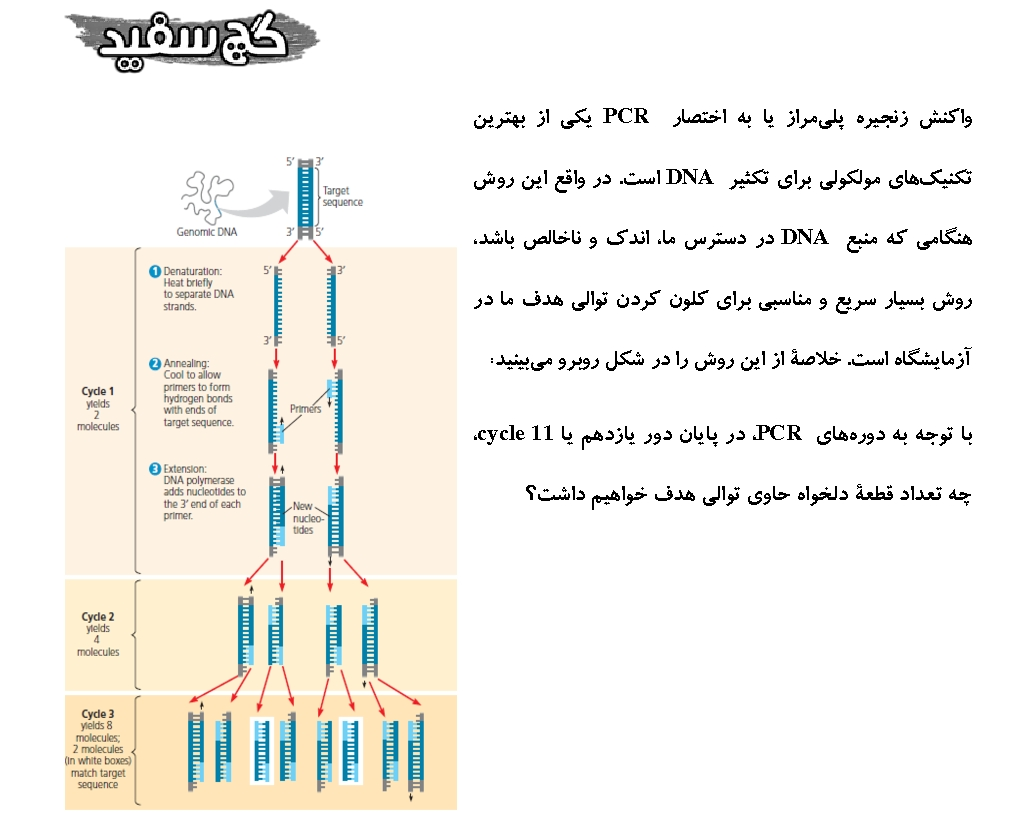 گچ سفید
واکنش زنجیره پلی‌مراز یا به اختصار PCR یکی از بهترین
تکنیک‌های مولکولی برای تکثیر DNA است. در واقع این روش
هنگامی که منبع DNA در دسترس ما، اندک و ناخالص باشد،
روش بسیار سریع و مناسبی برای کلون کردن توالی هدف ما در
آزمایشگاه است. خلاصهٔ از این روش را در شکل روبرو می‌بینید:
با توجه به دوره‌های PCR، در پایان دور یازدهم یا cycle 11،
چه تعداد قطعهٔ دلخواه حاوی توالی هدف خواهیم داشت؟
5′ 3′
Target
sequence
Genomic DNA
3′ 5′
Cycle 1
yields
2
molecules
1 Denaturation:
Heat briefly
to separate DNA
strands.
5′ 3′
3′ 5′
2 Annealing:
Cool to allow
primers to form
hydrogen bonds
with ends of
target sequence.
Primers
3 Extension:
DNA polymerase
adds nucleotides to
the 3′ end of each
primer.
New
nucleo-
tides
Cycle 2
yields
4
molecules
Cycle 3
yields 8
molecules;
2 molecules
(in white boxes)
match target
sequence